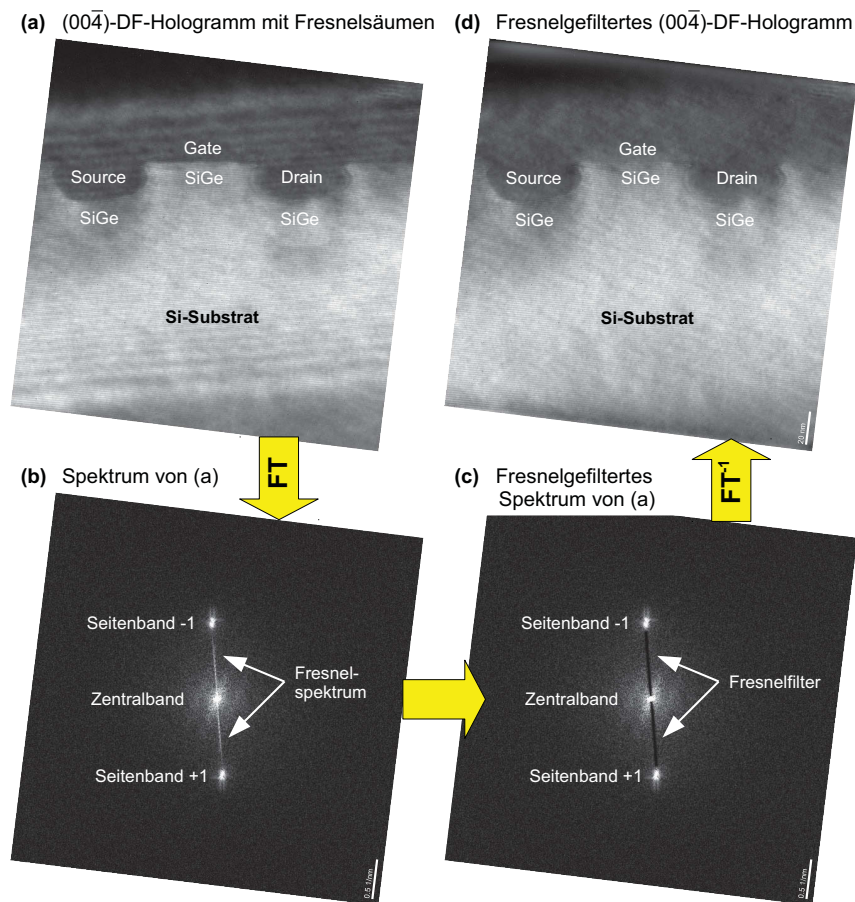 (a) (004̄)-DF-Hologramm mit Fresnelsäumen
Gate
Source
SiGe
Drain
SiGe
SiGe
Si-Substrat
(d) Fresnelgefiltertes (004̄)-DF-Hologramm
Gate
Source
SiGe
Drain
SiGe
SiGe
Si-Substrat
20 nm
FT
FT⁻¹
(b) Spektrum von (a)
Seitenband -1
Fresnel-
spektrum
Zentralband
Seitenband +1
0.5 1/nm
(c) Fresnelgefiltertes
Spektrum von (a)
Seitenband -1
Zentralband
Fresnelfilter
Seitenband +1
0.5 1/nm